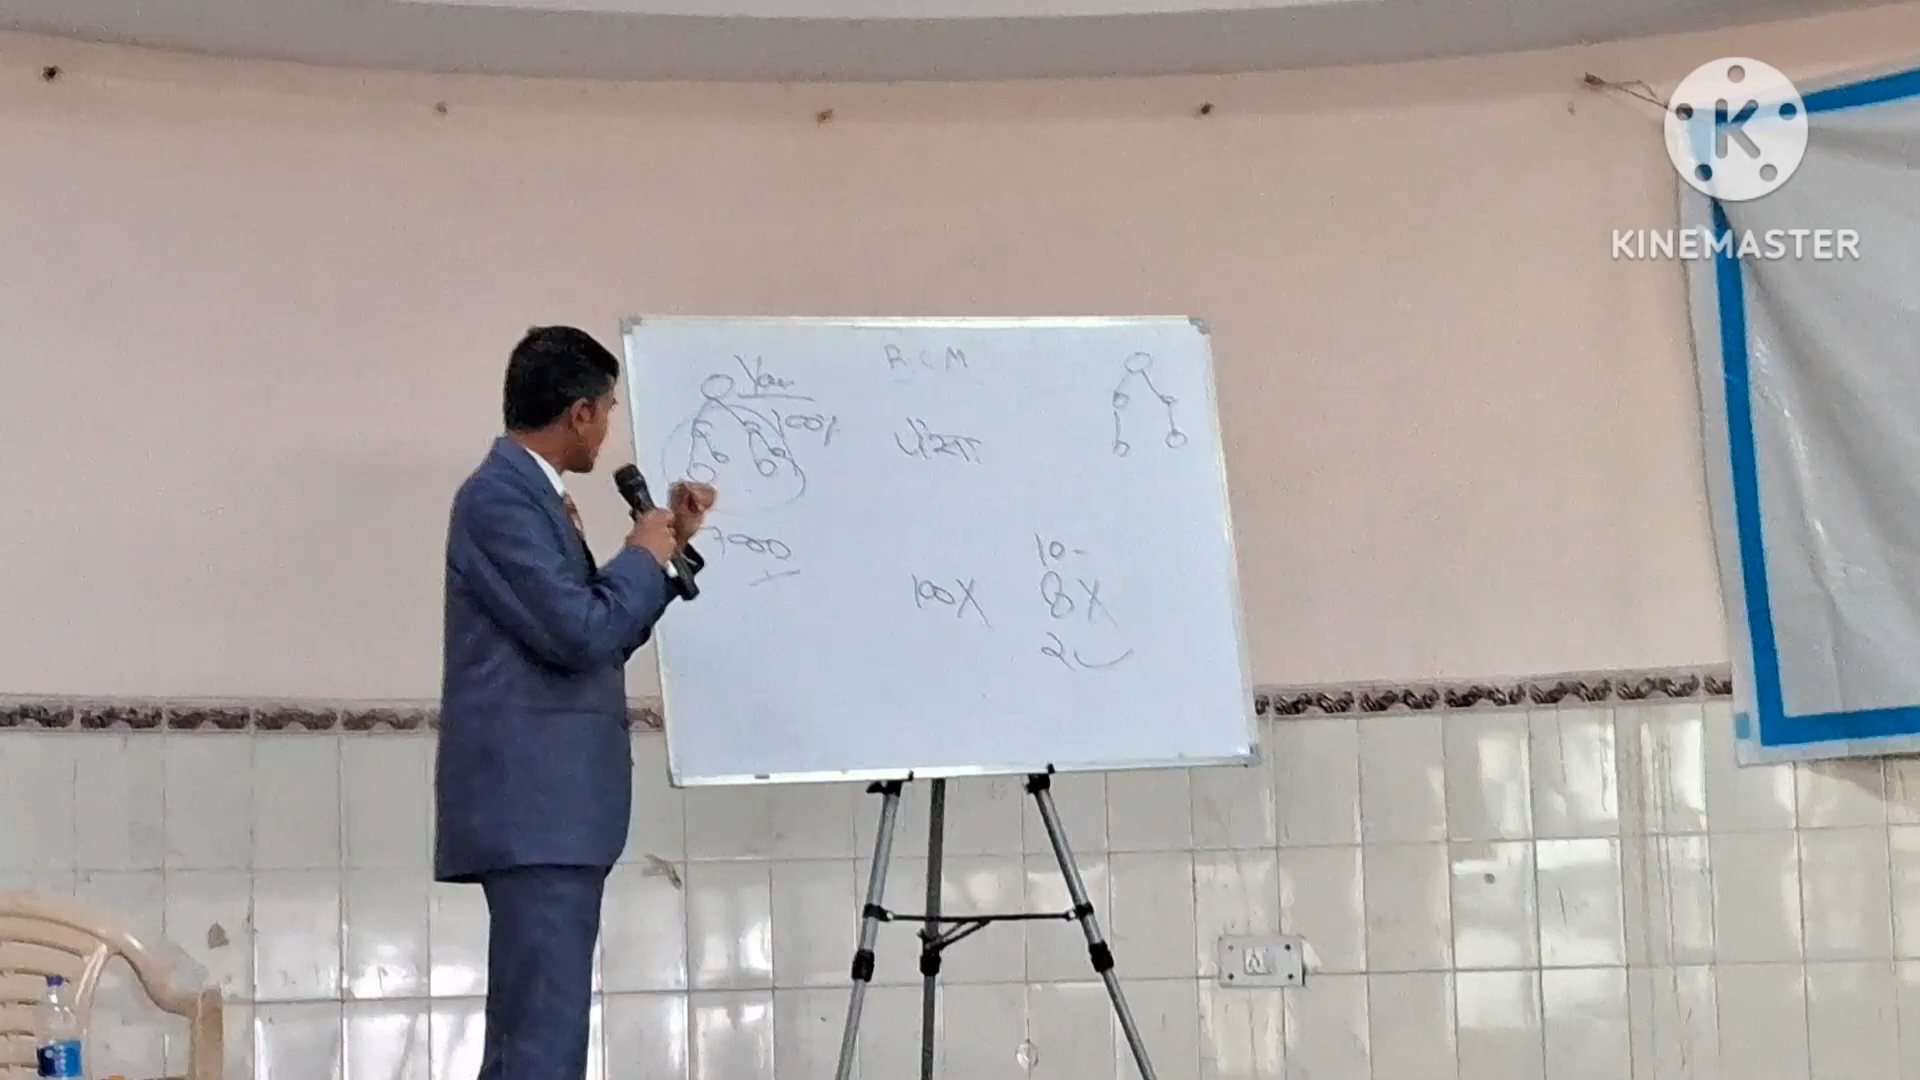 RCM
You
100%
पैसा
7000
10-
100X
8X
2
K
KINEMASTER